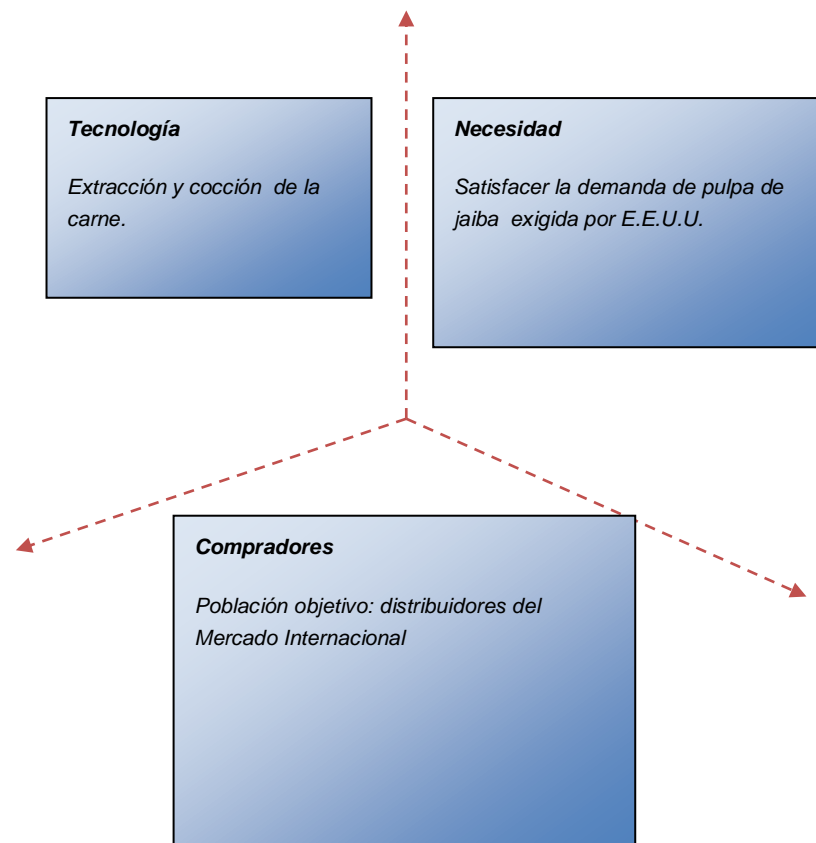 Tecnología
Extracción y cocción  de la
carne.
Necesidad
Satisfacer la demanda de pulpa de
jaiba  exigida por E.E.U.U.
Compradores
Población objetivo: distribuidores del
Mercado Internacional